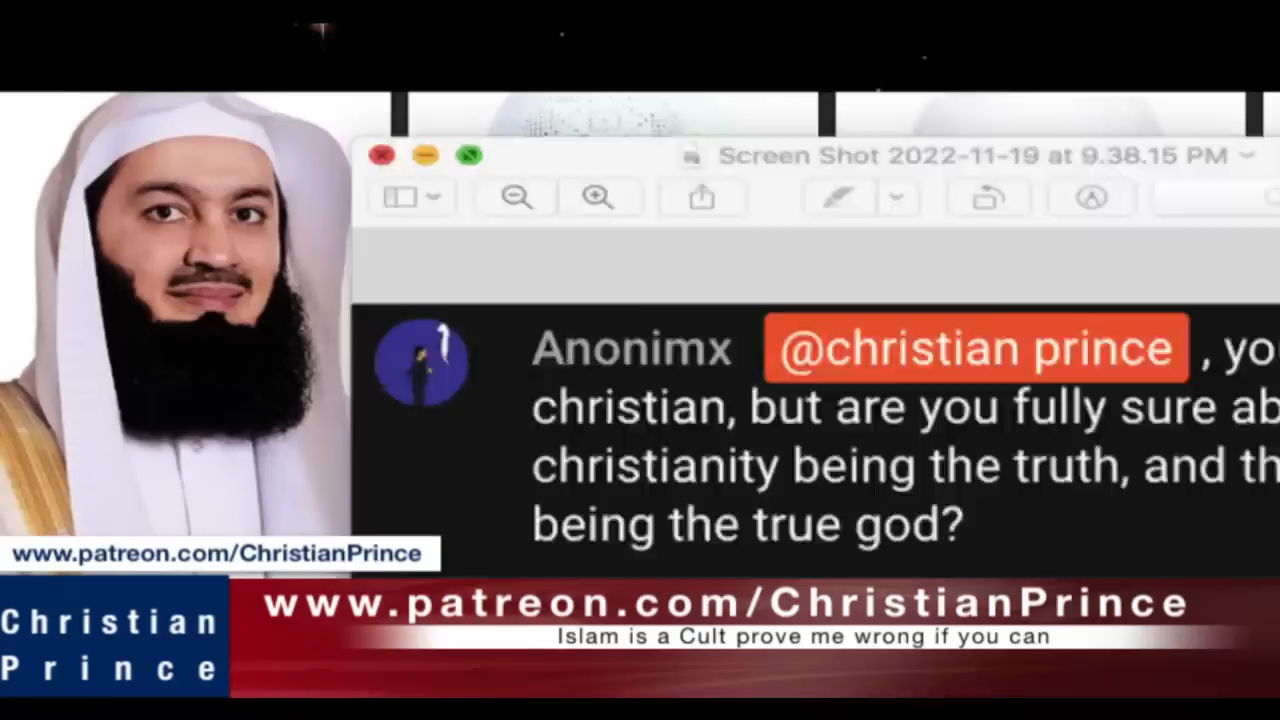 Screen Shot 2022-11-19 at 9.38.15 PM
Anonimx @christian prince , yo
christian, but are you fully sure ab
christianity being the truth, and th
being the true god?
www.patreon.com/ChristianPrince
Christian
Prince
www.patreon.com/ChristianPrince
Islam is a Cult prove me wrong if you can